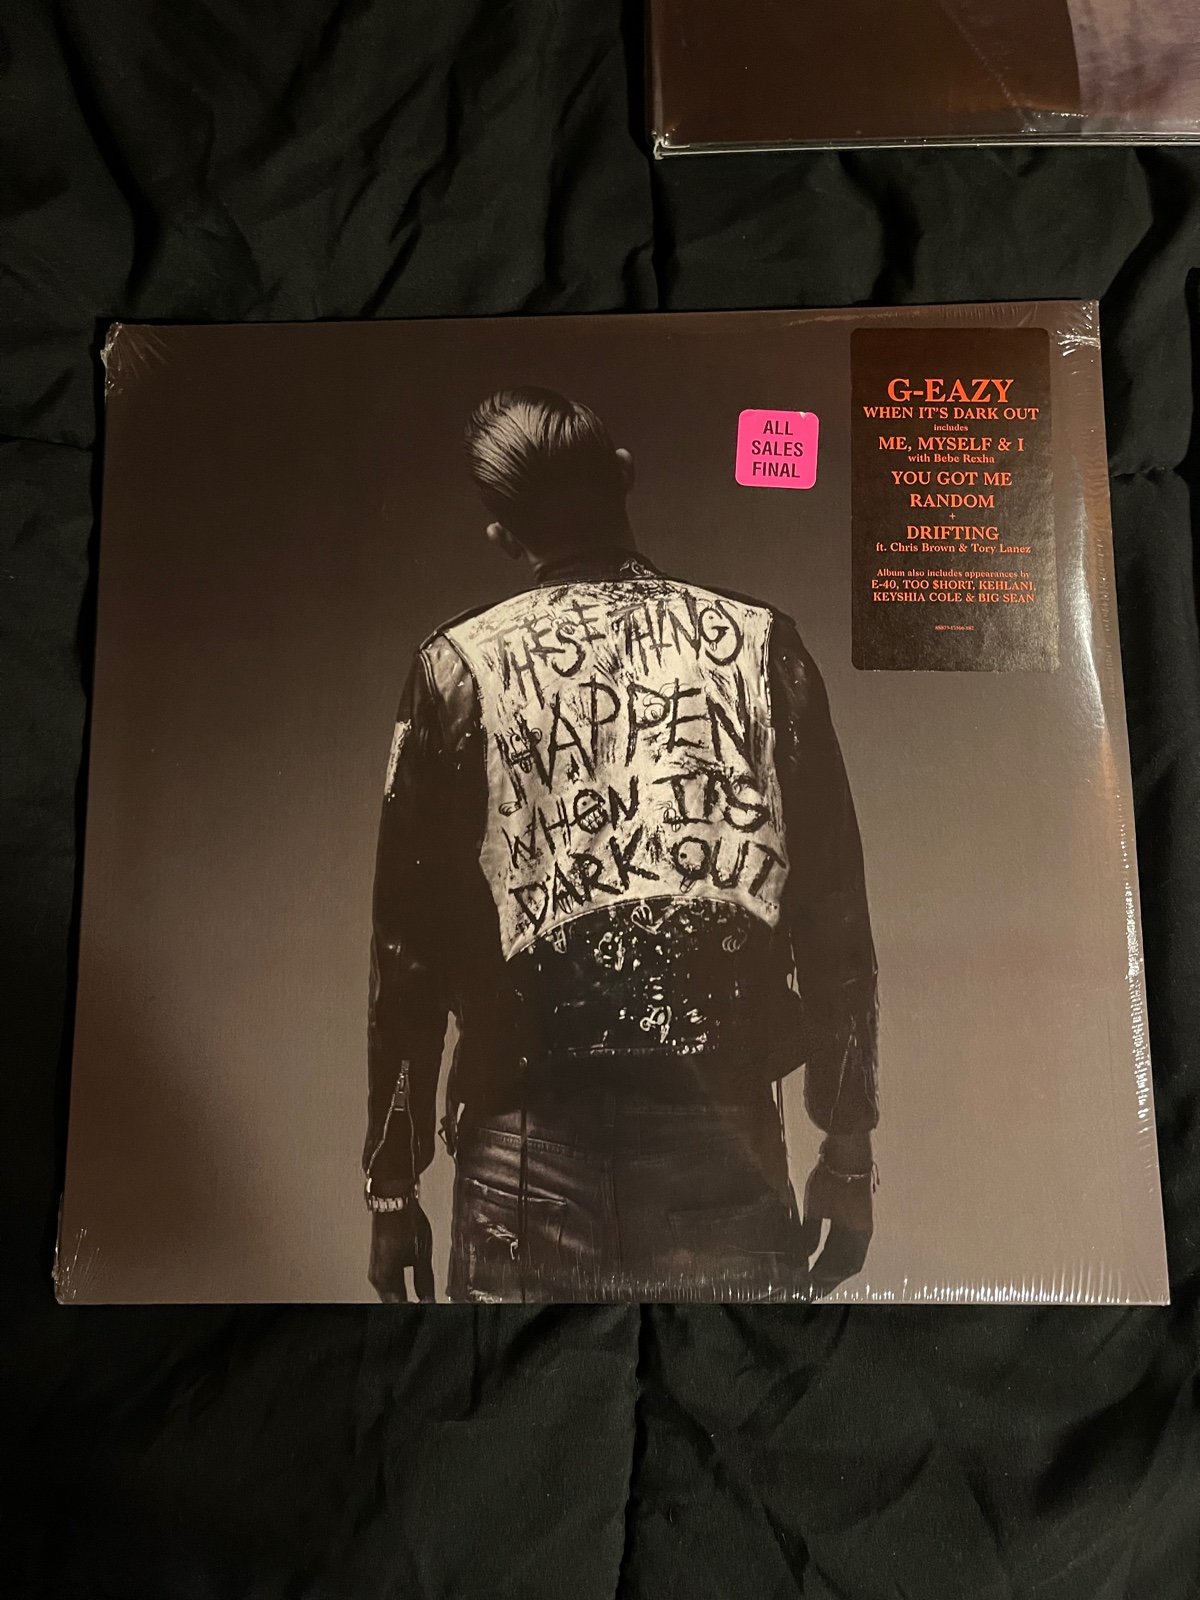 ALL
SALES
FINAL
G-EAZY
WHEN IT'S DARK OUT
includes
ME, MYSELF & I
with Bebe Rexha
YOU GOT ME
RANDOM
+
DRIFTING
ft. Chris Brown & Tory Lanez
Album also includes appearances by
E-40, TOO $HORT, KEHLANI,
KEYSHIA COLE & BIG SEAN
THESE THINGS
HAPPEN
WHEN IT'S
DARK OUT